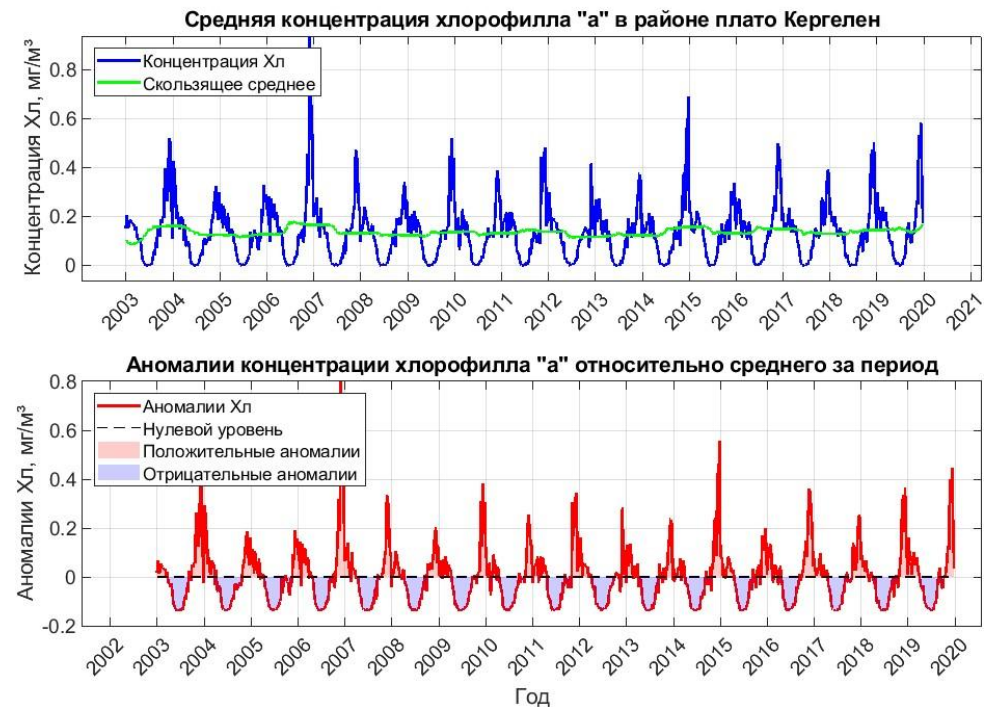 Средняя концентрация хлорофилла "а" в районе плато Кергелен
Концентрация Хл, мг/м³
0.8
0.6
0.4
0.2
0
Концентрация Хл
Скользящее среднее
2003 2004 2005 2006 2007 2008 2009 2010 2011 2012 2013 2014 2015 2016 2017 2018 2019 2020 2021
Аномалии концентрации хлорофилла "а" относительно среднего за период
Аномалии Хл, мг/м³
0.8
0.6
0.4
0.2
0
-0.2
Аномалии Хл
Нулевой уровень
Положительные аномалии
Отрицательные аномалии
2002 2003 2004 2005 2006 2007 2008 2009 2010 2011 2012 2013 2014 2015 2016 2017 2018 2019 2020
Год